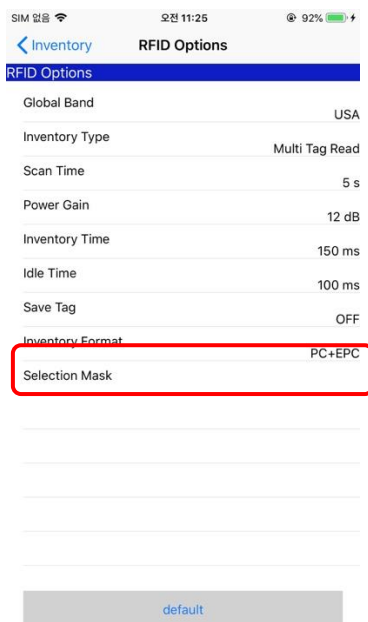 SIM 없음 오전 11:25 92%
Inventory RFID Options
RFID Options
Global Band
USA
Inventory Type
Multi Tag Read
Scan Time
5 s
Power Gain
12 dB
Inventory Time
150 ms
Idle Time
100 ms
Save Tag
OFF
Inventory Format
PC+EPC
Selection Mask
default